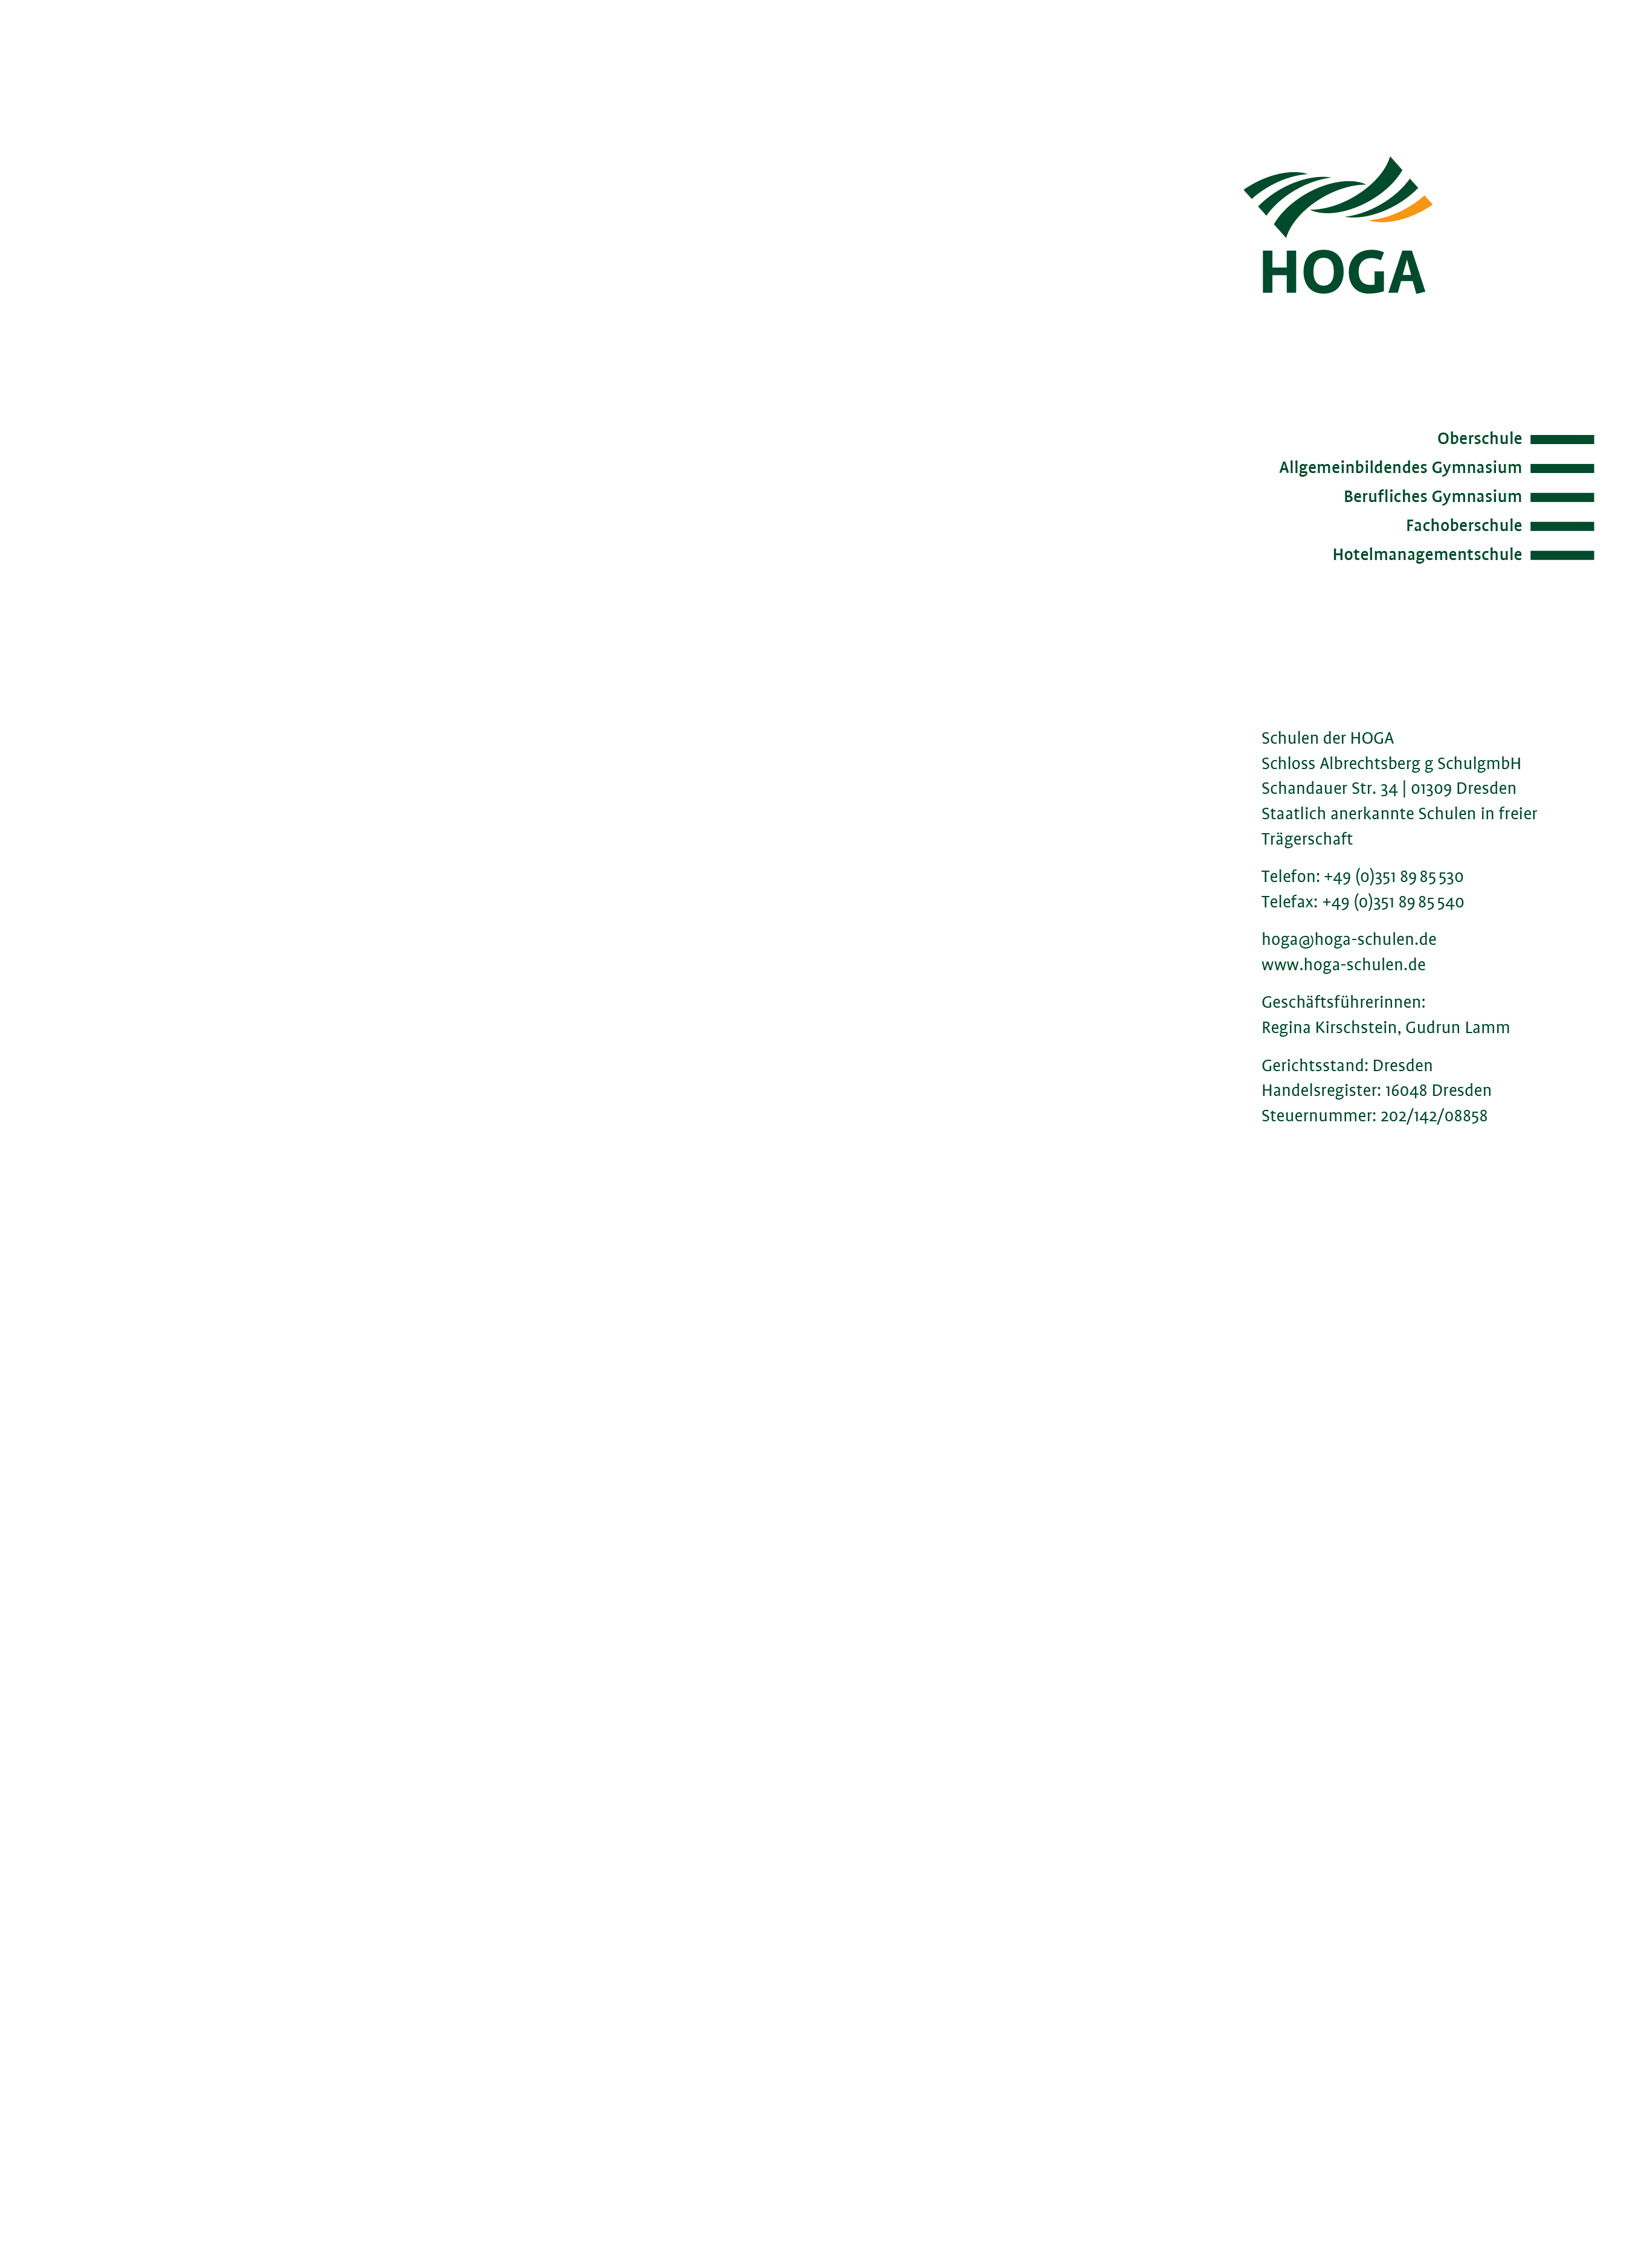 HOGA
Oberschule
Allgemeinbildendes Gymnasium
Berufliches Gymnasium
Fachoberschule
Hotelmanagementschule
Schulen der HOGA
Schloss Albrechtsberg g SchulgmbH
Schandauer Str. 34 | 01309 Dresden
Staatlich anerkannte Schulen in freier
Trägerschaft
Telefon: +49 (0)351 89 85 530
Telefax: +49 (0)351 89 85 540
hoga@hoga-schulen.de
www.hoga-schulen.de
Geschäftsführerinnen:
Regina Kirschstein, Gudrun Lamm
Gerichtsstand: Dresden
Handelsregister: 16048 Dresden
Steuernummer: 202/142/08858